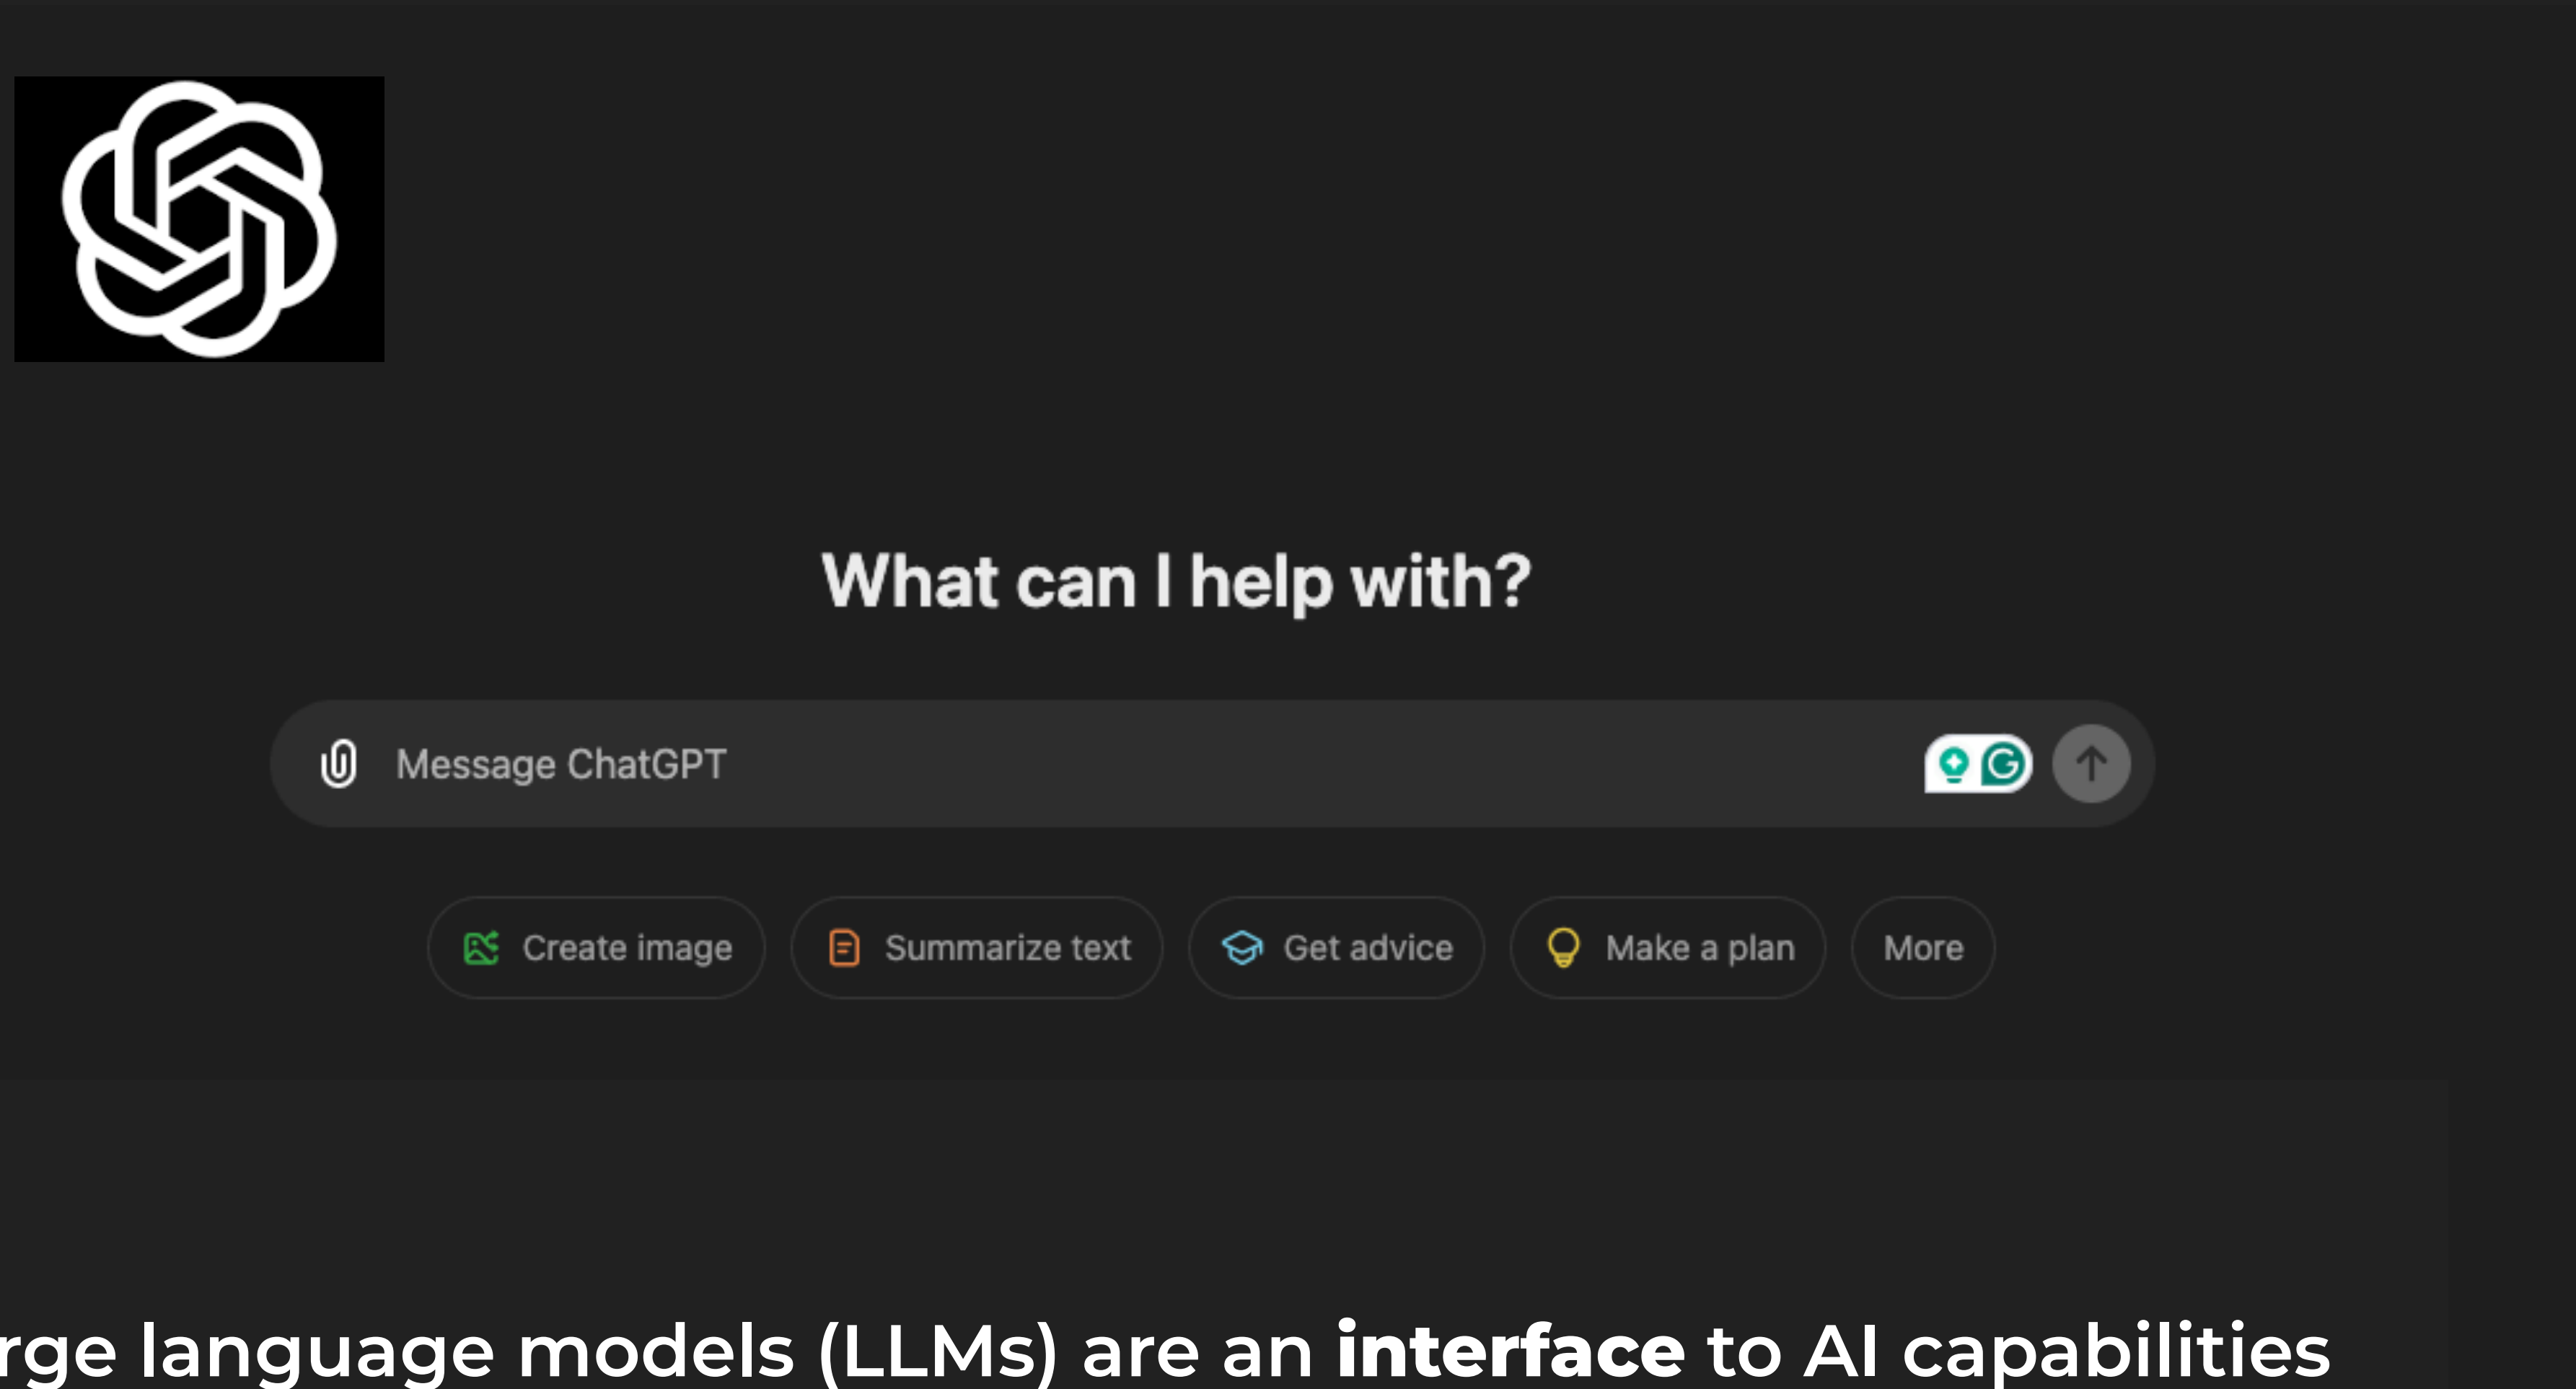 What can I help with?
Message ChatGPT
Create image Summarize text Get advice Make a plan More
rge language models (LLMs) are an interface to AI capabilities